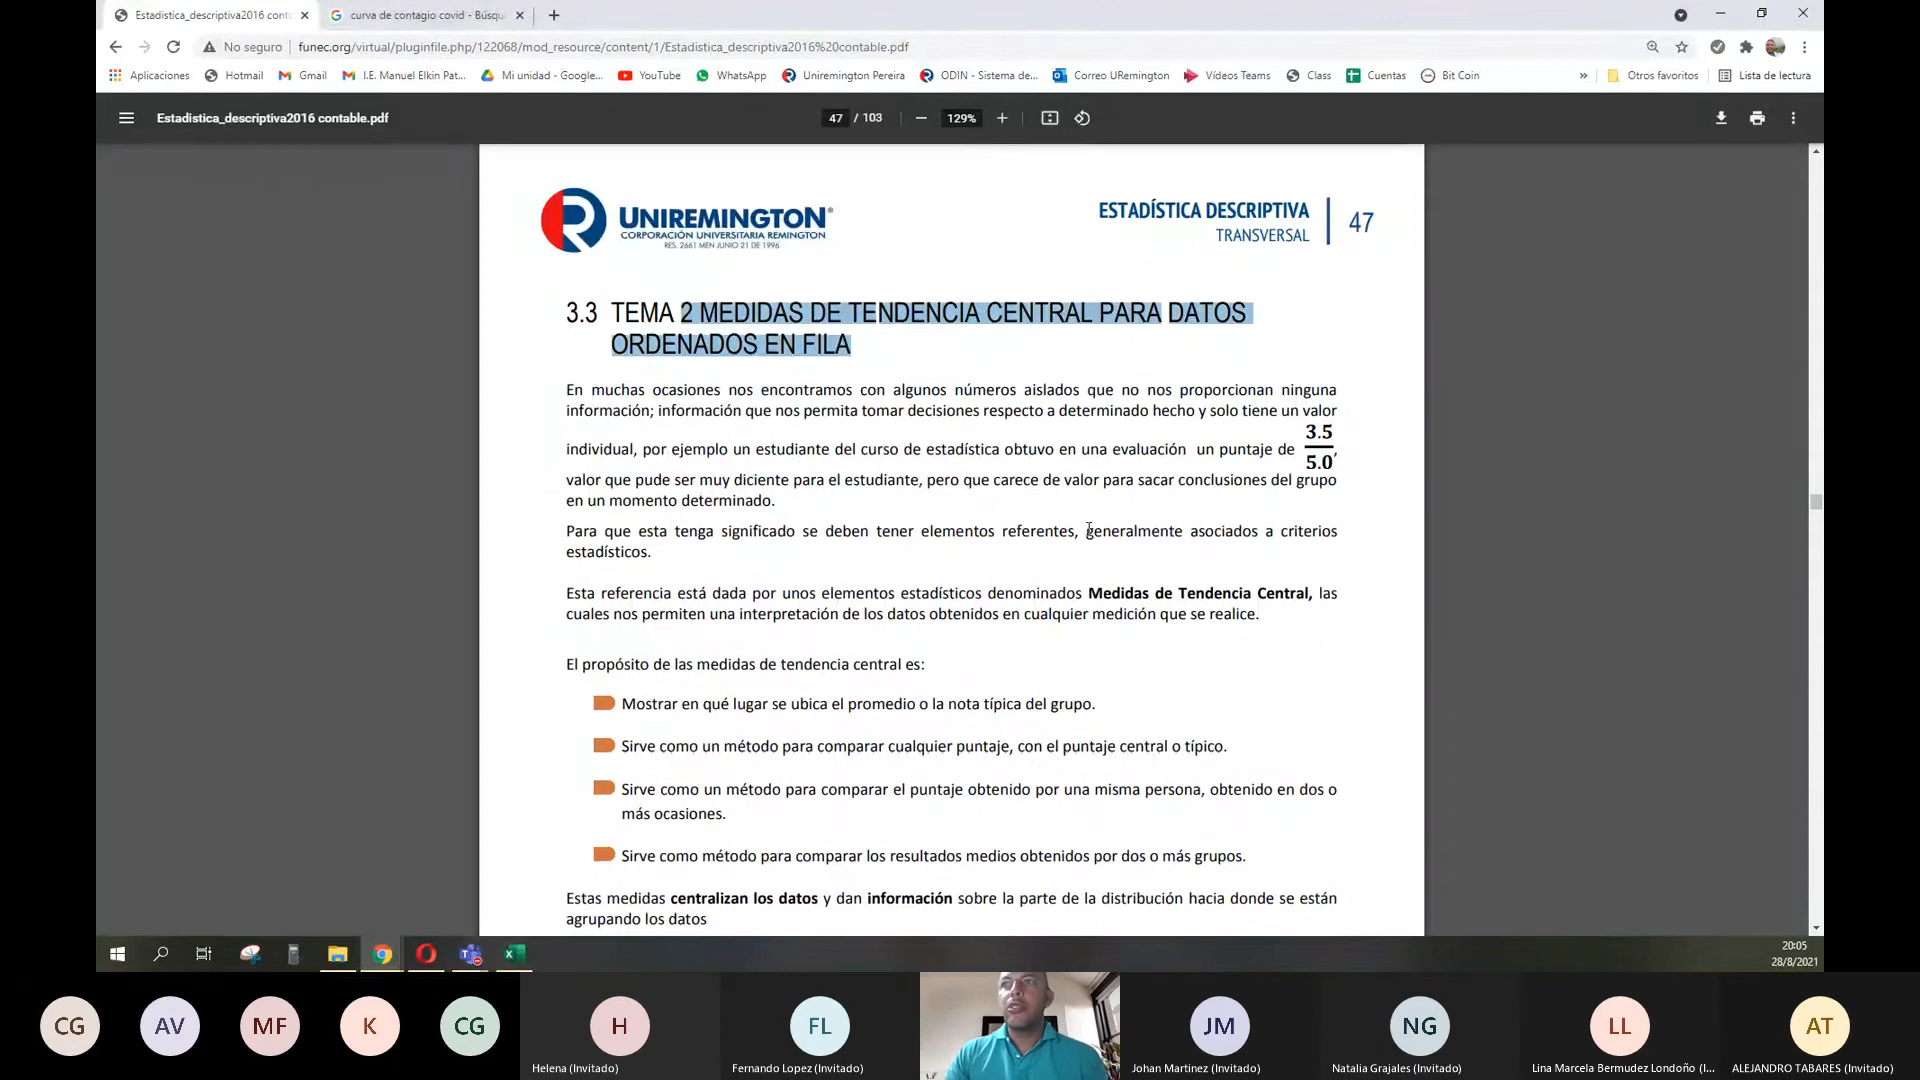 Estadistica_descriptiva2016 cont
curva de contagio covid - Búsqu
No seguro
funec.org/virtual/pluginfile.php/122068/mod_resource/content/1/Estadistica_descriptiva2016%20contable.pdf
Aplicaciones
Hotmail
Gmail
I.E. Manuel Elkin Pat...
Mi unidad - Google...
YouTube
WhatsApp
Uniremington Pereira
ODIN - Sistema de...
Correo URemington
Vídeos Teams
Class
Cuentas
Bit Coin
»
Otros favoritos
Lista de lectura
Estadistica_descriptiva2016 contable.pdf
47 / 103
129%
UNIREMINGTON®
CORPORACIÓN UNIVERSITARIA REMINGTON
RES. 2661 MEN JUNIO 21 DE 1996
ESTADÍSTICA DESCRIPTIVA
TRANSVERSAL
47
3.3 TEMA 2 MEDIDAS DE TENDENCIA CENTRAL PARA DATOS
ORDENADOS EN FILA
En muchas ocasiones nos encontramos con algunos números aislados que no nos proporcionan ninguna
información; información que nos permita tomar decisiones respecto a determinado hecho y solo tiene un valor
individual, por ejemplo un estudiante del curso de estadística obtuvo en una evaluación un puntaje de 3.5/5.0,
valor que pude ser muy diciente para el estudiante, pero que carece de valor para sacar conclusiones del grupo
en un momento determinado.
Para que esta tenga significado se deben tener elementos referentes, generalmente asociados a criterios
estadísticos.
Esta referencia está dada por unos elementos estadísticos denominados Medidas de Tendencia Central, las
cuales nos permiten una interpretación de los datos obtenidos en cualquier medición que se realice.
El propósito de las medidas de tendencia central es:
Mostrar en qué lugar se ubica el promedio o la nota típica del grupo.
Sirve como un método para comparar cualquier puntaje, con el puntaje central o típico.
Sirve como un método para comparar el puntaje obtenido por una misma persona, obtenido en dos o
más ocasiones.
Sirve como método para comparar los resultados medios obtenidos por dos o más grupos.
Estas medidas centralizan los datos y dan información sobre la parte de la distribución hacia donde se están
agrupando los datos
20:05
28/8/2021
CG
AV
MF
K
CG
H
FL
JM
NG
LL
AT
Helena (Invitado)
Fernando Lopez (Invitado)
Johan Martinez (Invitado)
Natalia Grajales (Invitado)
Lina Marcela Bermudez Londoño (I...
ALEJANDRO TABARES (Invitado)